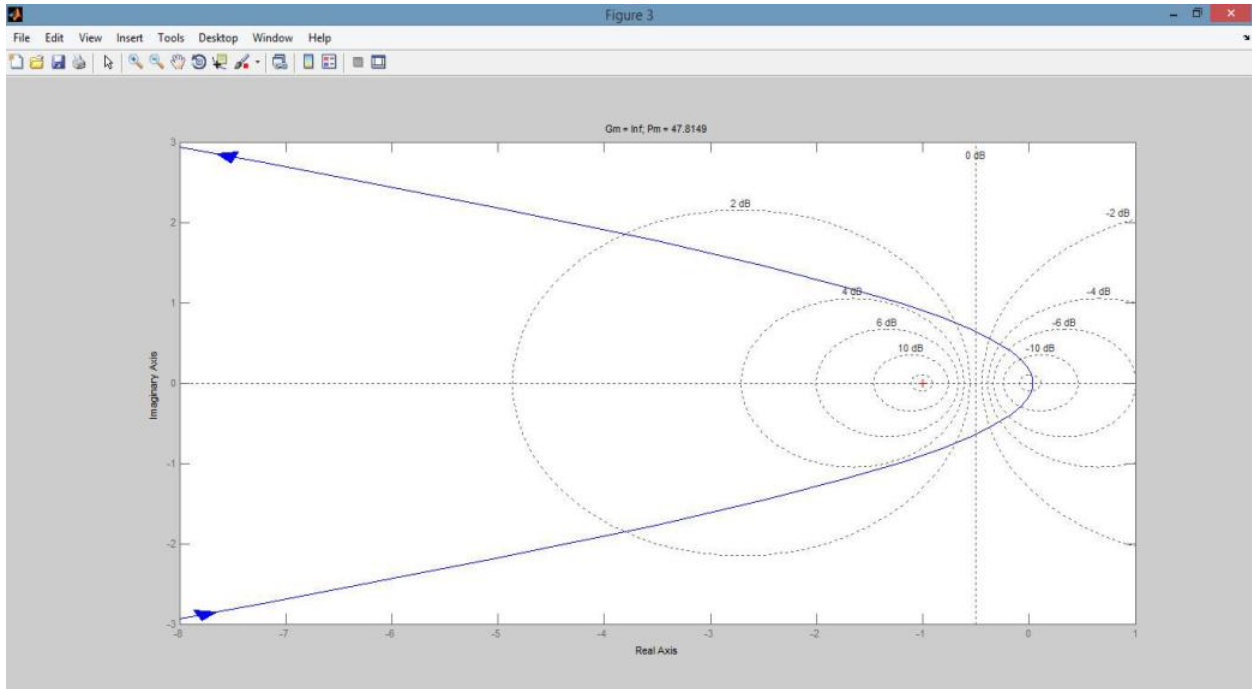 Figure 3
File Edit View Insert Tools Desktop Window Help
Gm = Inf; Pm = 47.8149
3
2
1
0
-1
-2
-3
Imaginary Axis
0 dB
2 dB
-2 dB
4 dB
-4 dB
6 dB
-6 dB
10 dB
-10 dB
-8 -7 -6 -5 -4 -3 -2 -1 0 1
Real Axis